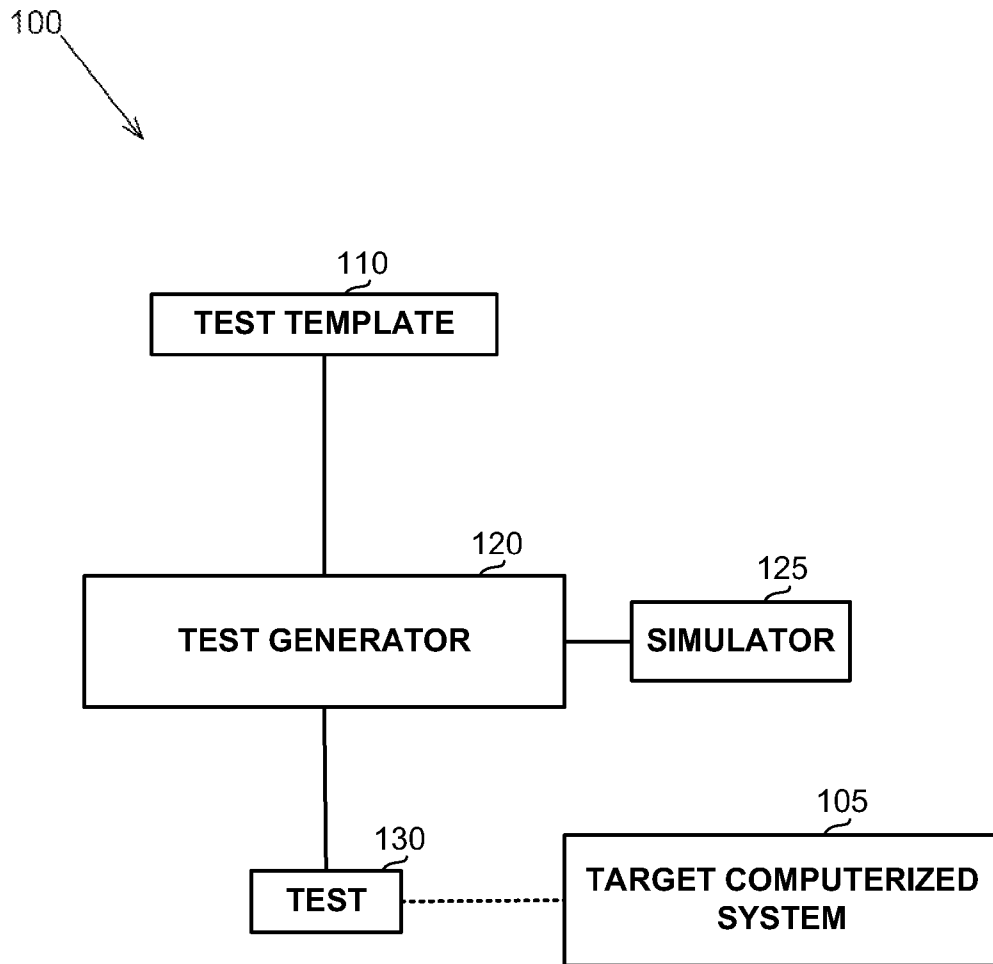 100
110
TEST TEMPLATE
120
TEST GENERATOR
125
SIMULATOR
130
TEST
105
TARGET COMPUTERIZED
SYSTEM